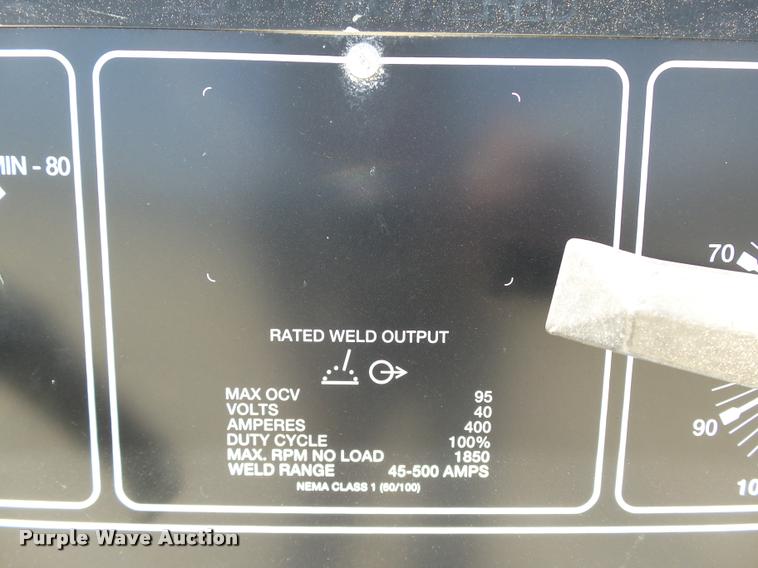 MIN - 80
70
RATED WELD OUTPUT
MAX OCV 95
VOLTS 40
AMPERES 400
DUTY CYCLE 100%
MAX. RPM NO LOAD 1850
WELD RANGE 45-500 AMPS
NEMA CLASS 1 (60/100)
90
10
Purple Wave Auction